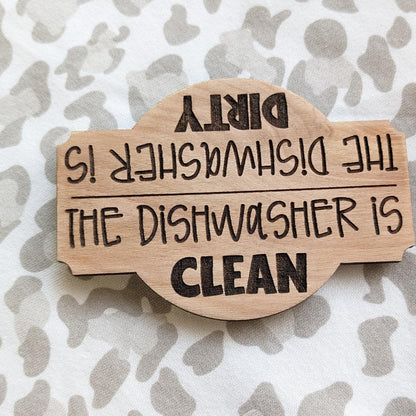 DIRTY
THE DISHWASHER IS
THE DISHWASHER IS
CLEAN